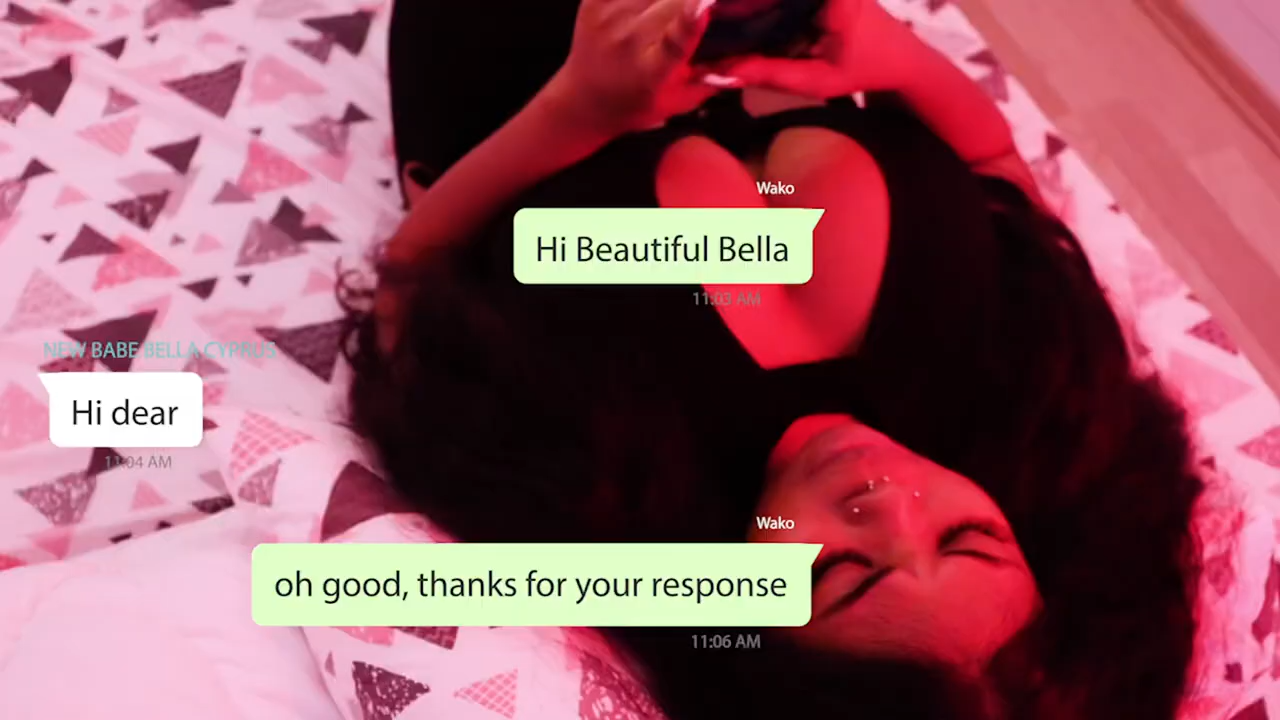 Wako
Hi Beautiful Bella
11:03 AM
NEW BABE BELLA CYPRUS
Hi dear
11:04 AM
Wako
oh good, thanks for your response
11:06 AM